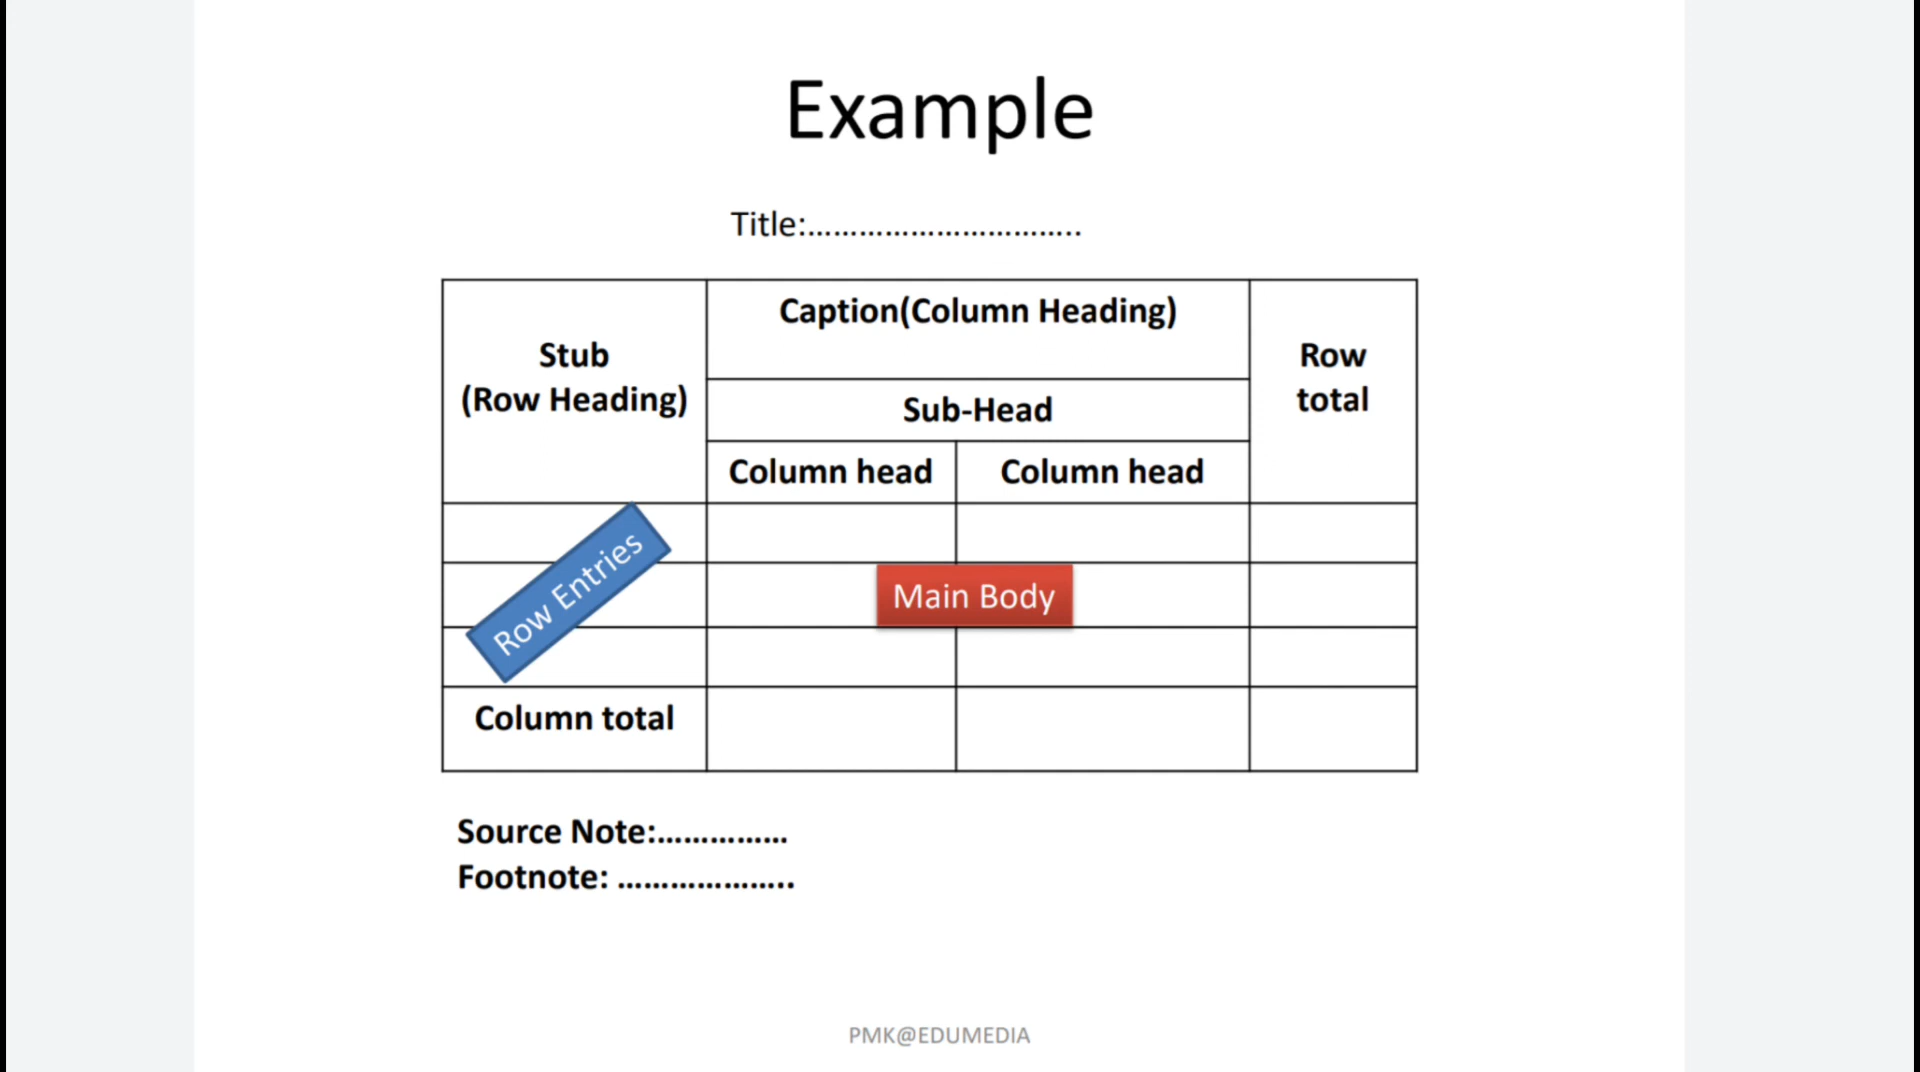 Example
Title:………………………….
Caption(Column Heading)
Stub
(Row Heading)
Row
total
Sub-Head
Column head
Column head
Row Entries
Main Body
Column total
Source Note:……………
Footnote: ………………..
PMK@EDUMEDIA